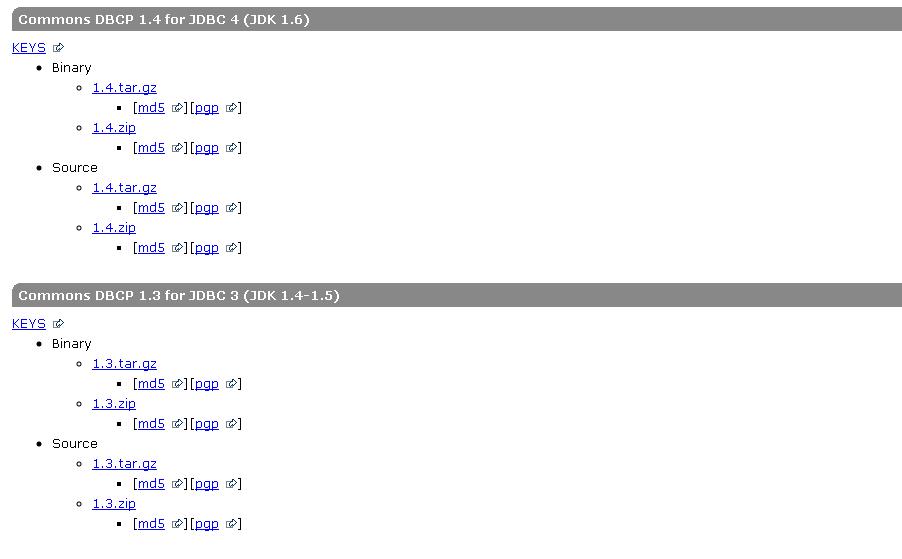 Commons DBCP 1.4 for JDBC 4 (JDK 1.6)
KEYS
Binary
1.4.tar.gz
[md5 ][pgp ]
1.4.zip
[md5 ][pgp ]
Source
1.4.tar.gz
[md5 ][pgp ]
1.4.zip
[md5 ][pgp ]
Commons DBCP 1.3 for JDBC 3 (JDK 1.4-1.5)
KEYS
Binary
1.3.tar.gz
[md5 ][pgp ]
1.3.zip
[md5 ][pgp ]
Source
1.3.tar.gz
[md5 ][pgp ]
1.3.zip
[md5 ][pgp ]